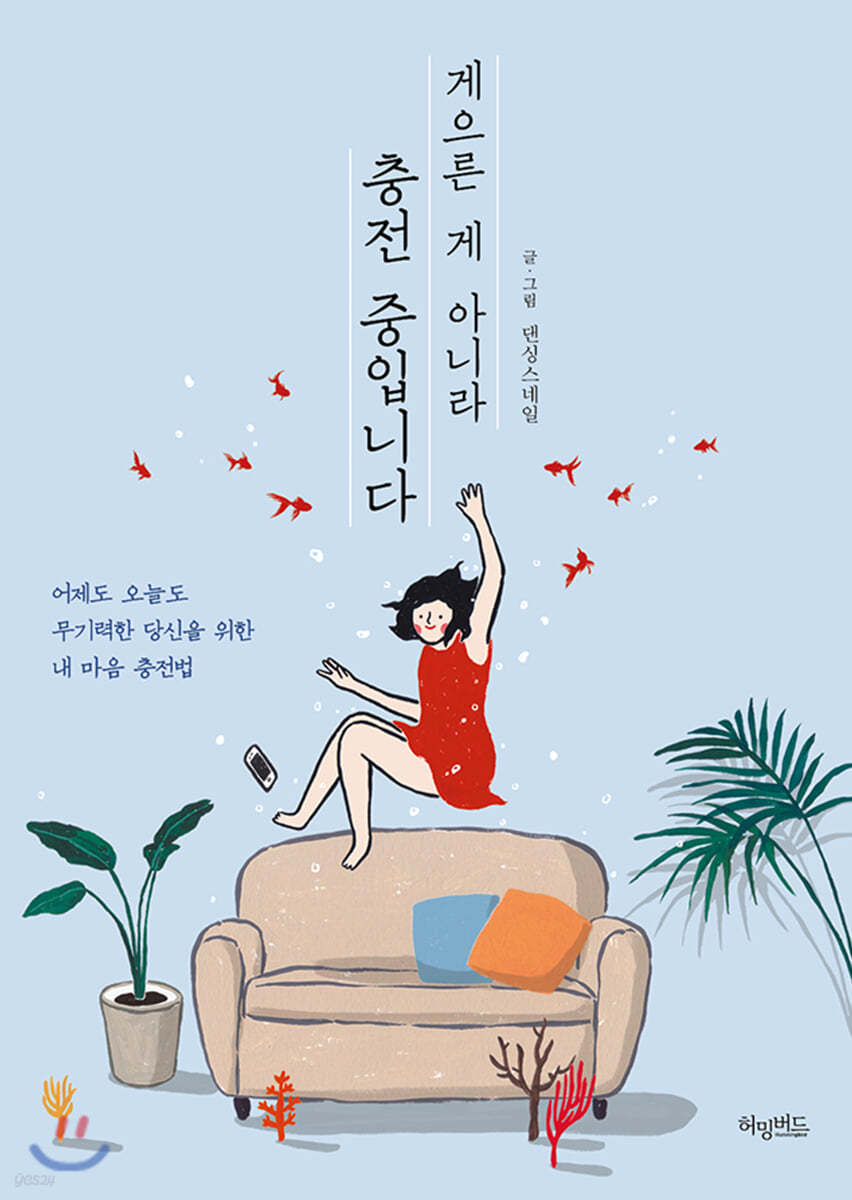 게으른 게 아니라
충전 중입니다
글·그림 댄싱스네일
어제도 오늘도
무기력한 당신을 위한
내 마음 충전법
허밍버드
Hummingbird
yes24